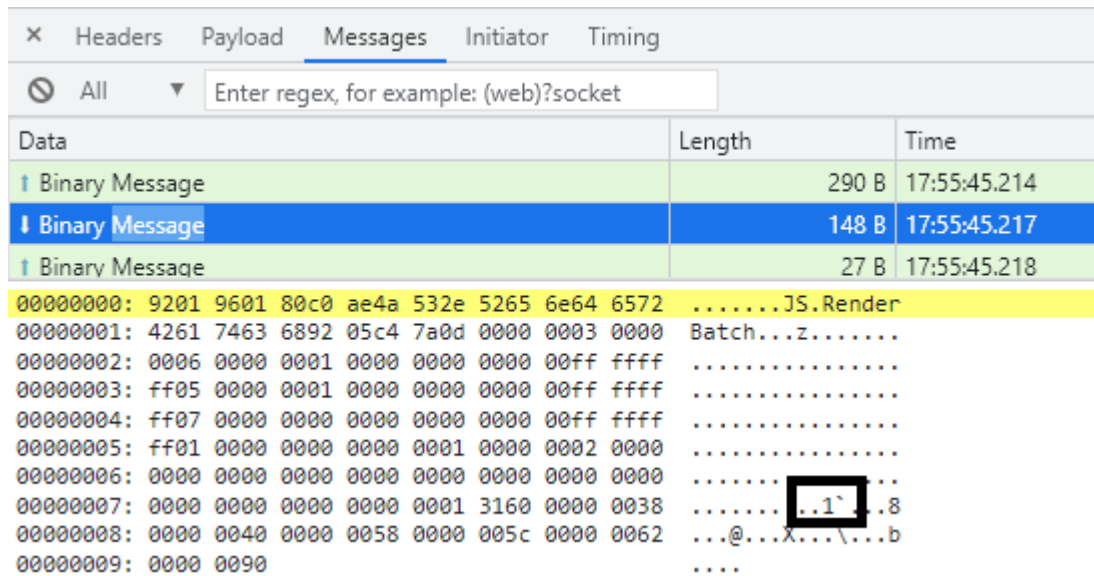 × Headers Payload Messages Initiator Timing
All ▼ Enter regex, for example: (web)?socket
Data Length Time
↑ Binary Message 290 B 17:55:45.214
↓ Binary Message 148 B 17:55:45.217
↑ Binary Message 27 B 17:55:45.218
00000000: 9201 9601 80c0 ae4a 532e 5265 6e64 6572 .......JS.Render
00000001: 4261 7463 6892 05c4 7a0d 0000 0003 0000 Batch...z.......
00000002: 0006 0000 0001 0000 0000 0000 00ff ffff ................
00000003: ff05 0000 0001 0000 0000 0000 00ff ffff ................
00000004: ff07 0000 0000 0000 0000 0000 00ff ffff ................
00000005: ff01 0000 0000 0000 0001 0000 0002 0000 ................
00000006: 0000 0000 0000 0000 0000 0000 0000 0000 ................
00000007: 0000 0000 0000 0000 0001 3160 0000 0038 ..........1`...8
00000008: 0000 0040 0000 0058 0000 005c 0000 0062 ...@...X...\...b
00000009: 0000 0090 ....